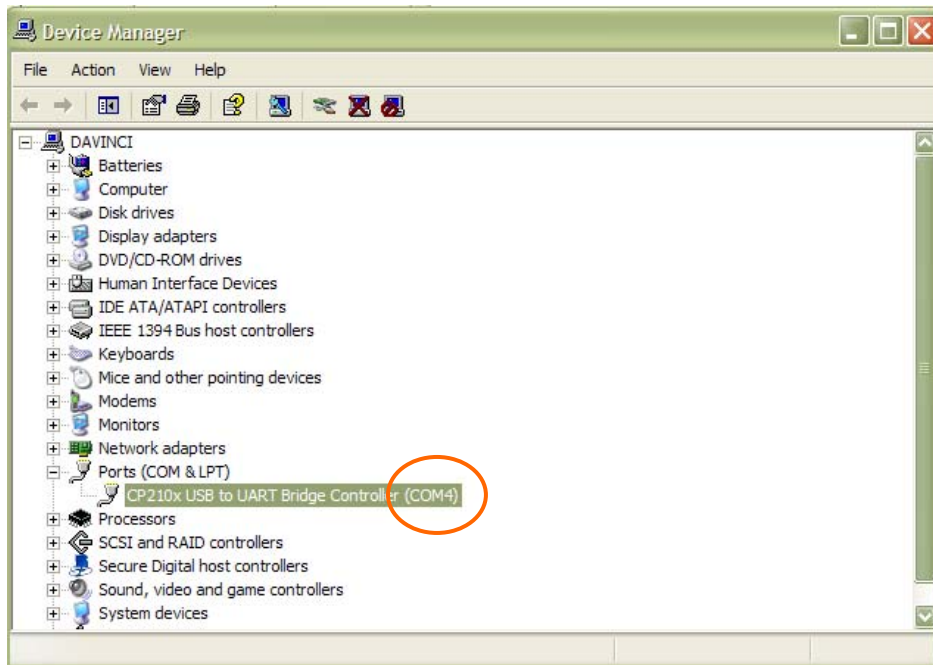 Device Manager
File Action View Help
DAVINCI
Batteries
Computer
Disk drives
Display adapters
DVD/CD-ROM drives
Human Interface Devices
IDE ATA/ATAPI controllers
IEEE 1394 Bus host controllers
Keyboards
Mice and other pointing devices
Modems
Monitors
Network adapters
Ports (COM & LPT)
CP210x USB to UART Bridge Controller (COM4)
Processors
SCSI and RAID controllers
Secure Digital host controllers
Sound, video and game controllers
System devices